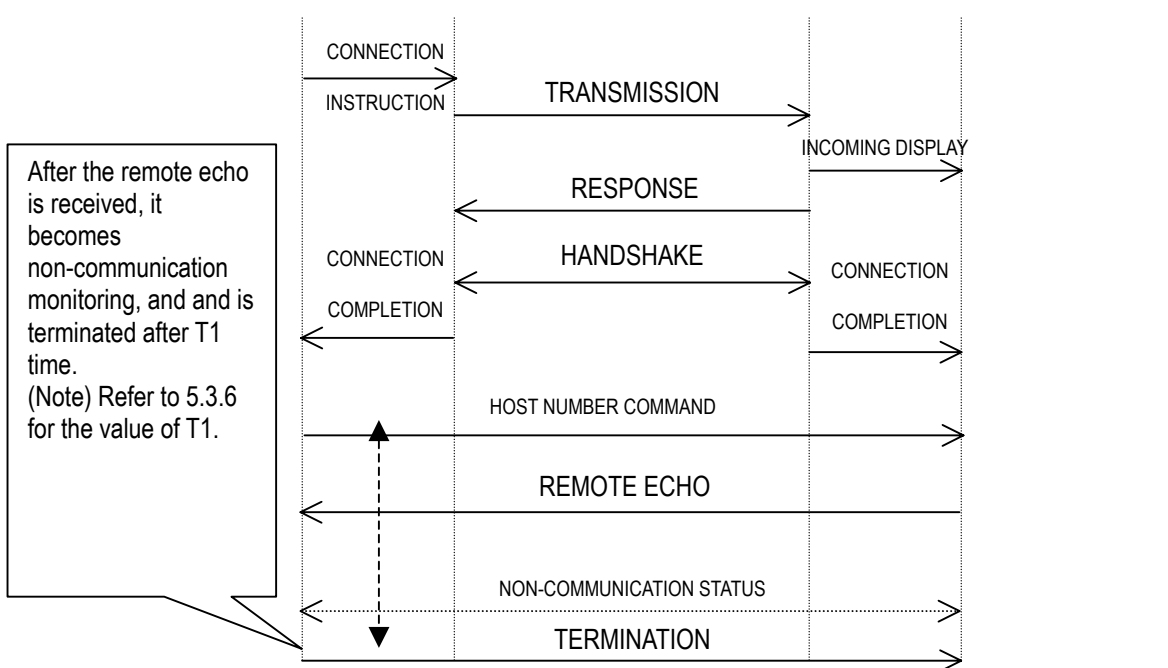 CONNECTION
INSTRUCTION
TRANSMISSION
INCOMING DISPLAY
RESPONSE
CONNECTION
HANDSHAKE
CONNECTION
COMPLETION
COMPLETION
HOST NUMBER COMMAND
REMOTE ECHO
NON-COMMUNICATION STATUS
TERMINATION
After the remote echo
is received, it
becomes
non-communication
monitoring, and and is
terminated after T1
time.
(Note) Refer to 5.3.6
for the value of T1.